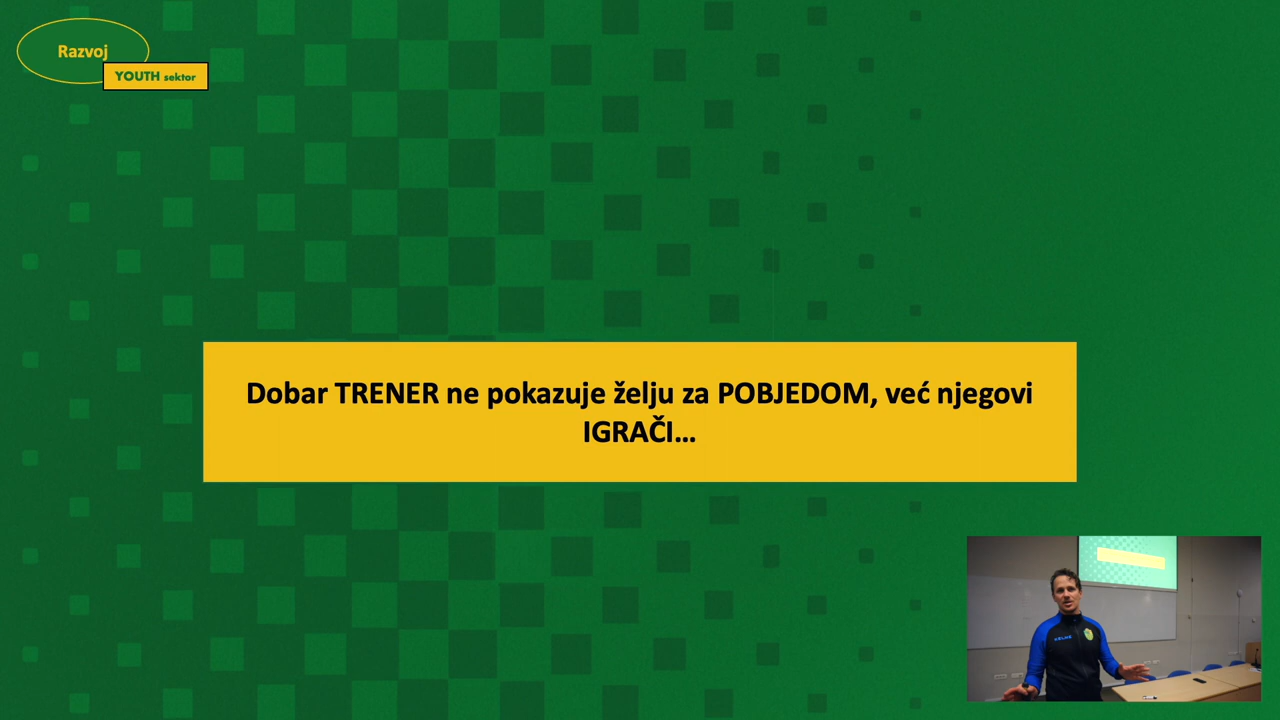 Razvoj
YOUTH sektor
Dobar TRENER ne pokazuje želju za POBJEDOM, već njegovi
IGRAČI...